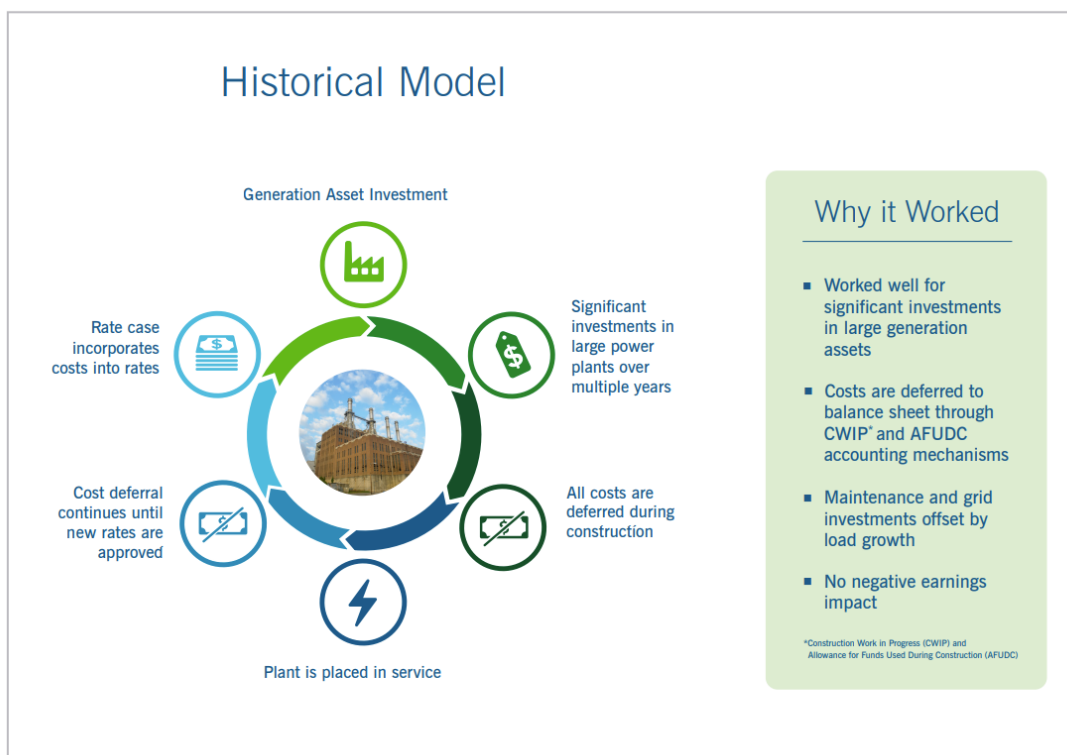 Historical Model
Generation Asset Investment
Significant
investments in
large power
plants over
multiple years
All costs are
deferred during
construction
Plant is placed in service
Cost deferral
continues until
new rates are
approved
Rate case
incorporates
costs into rates
$
$
$
$
Why it Worked
■ Worked well for
significant investments
in large generation
assets
■ Costs are deferred to
balance sheet through
CWIP* and AFUDC
accounting mechanisms
■ Maintenance and grid
investments offset by
load growth
■ No negative earnings
impact
*Construction Work in Progress (CWIP) and
Allowance for Funds Used During Construction (AFUDC)